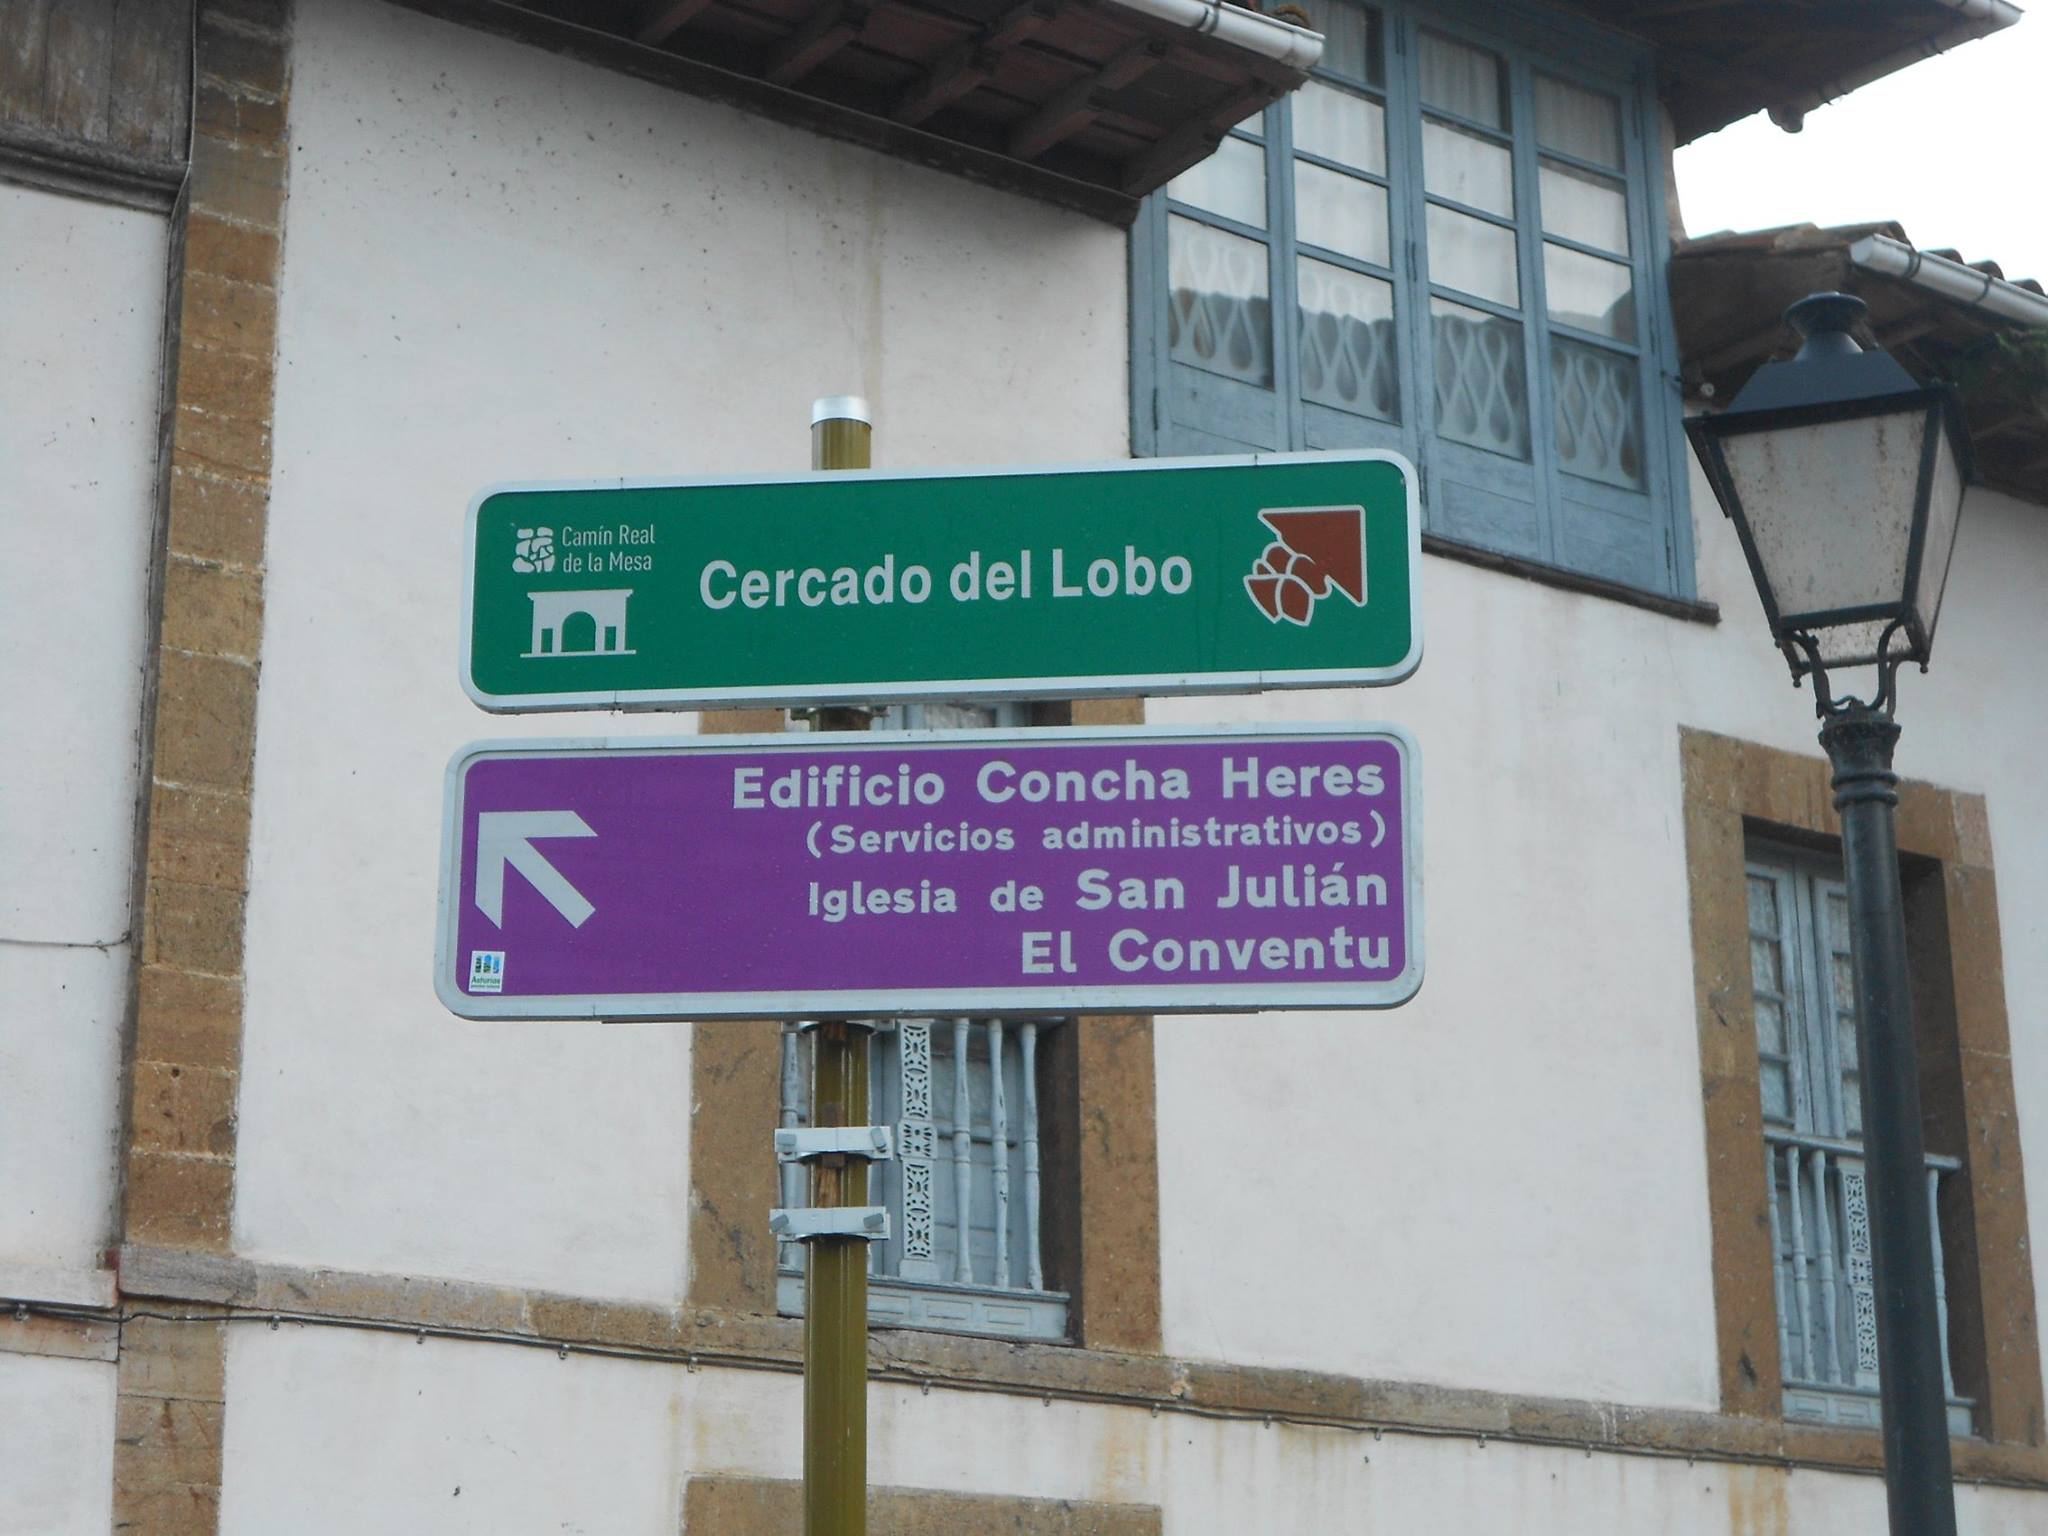 Camín Real
de la Mesa
Cercado del Lobo
Edificio Concha Heres
(Servicios administrativos)
Iglesia de San Julián
El Conventu
Asturias